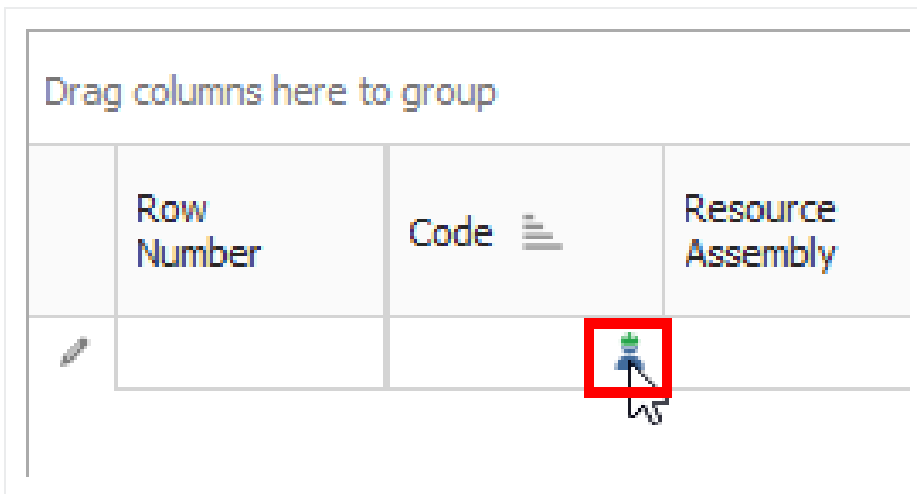 Drag columns here to group
Row
Number
Code
Resource
Assembly